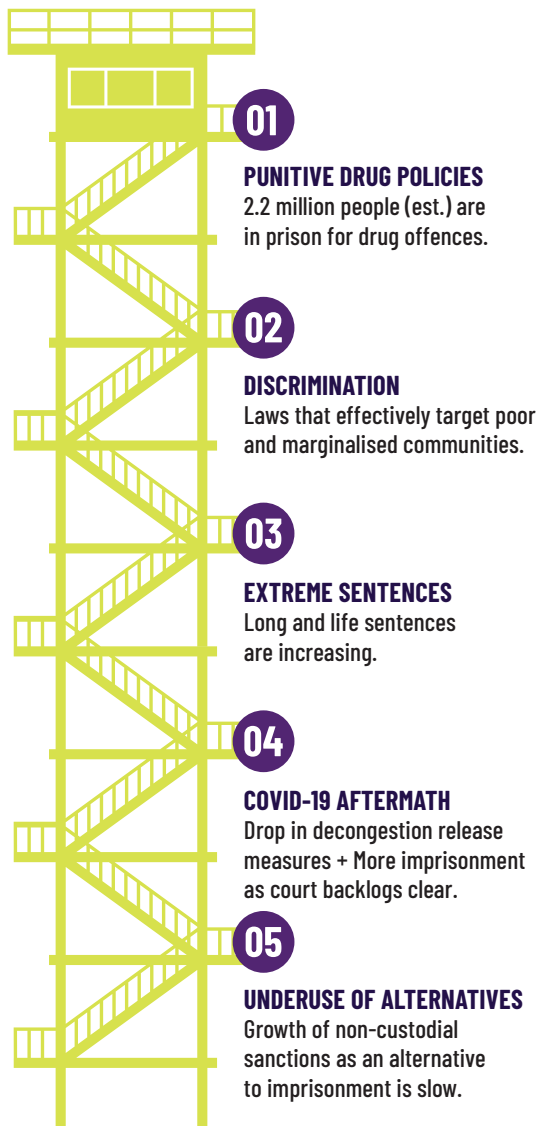 01
PUNITIVE DRUG POLICIES
2.2 million people (est.) are
in prison for drug offences.
02
DISCRIMINATION
Laws that effectively target poor
and marginalised communities.
03
EXTREME SENTENCES
Long and life sentences
are increasing.
04
COVID-19 AFTERMATH
Drop in decongestion release
measures + More imprisonment
as court backlogs clear.
05
UNDERUSE OF ALTERNATIVES
Growth of non-custodial
sanctions as an alternative
to imprisonment is slow.